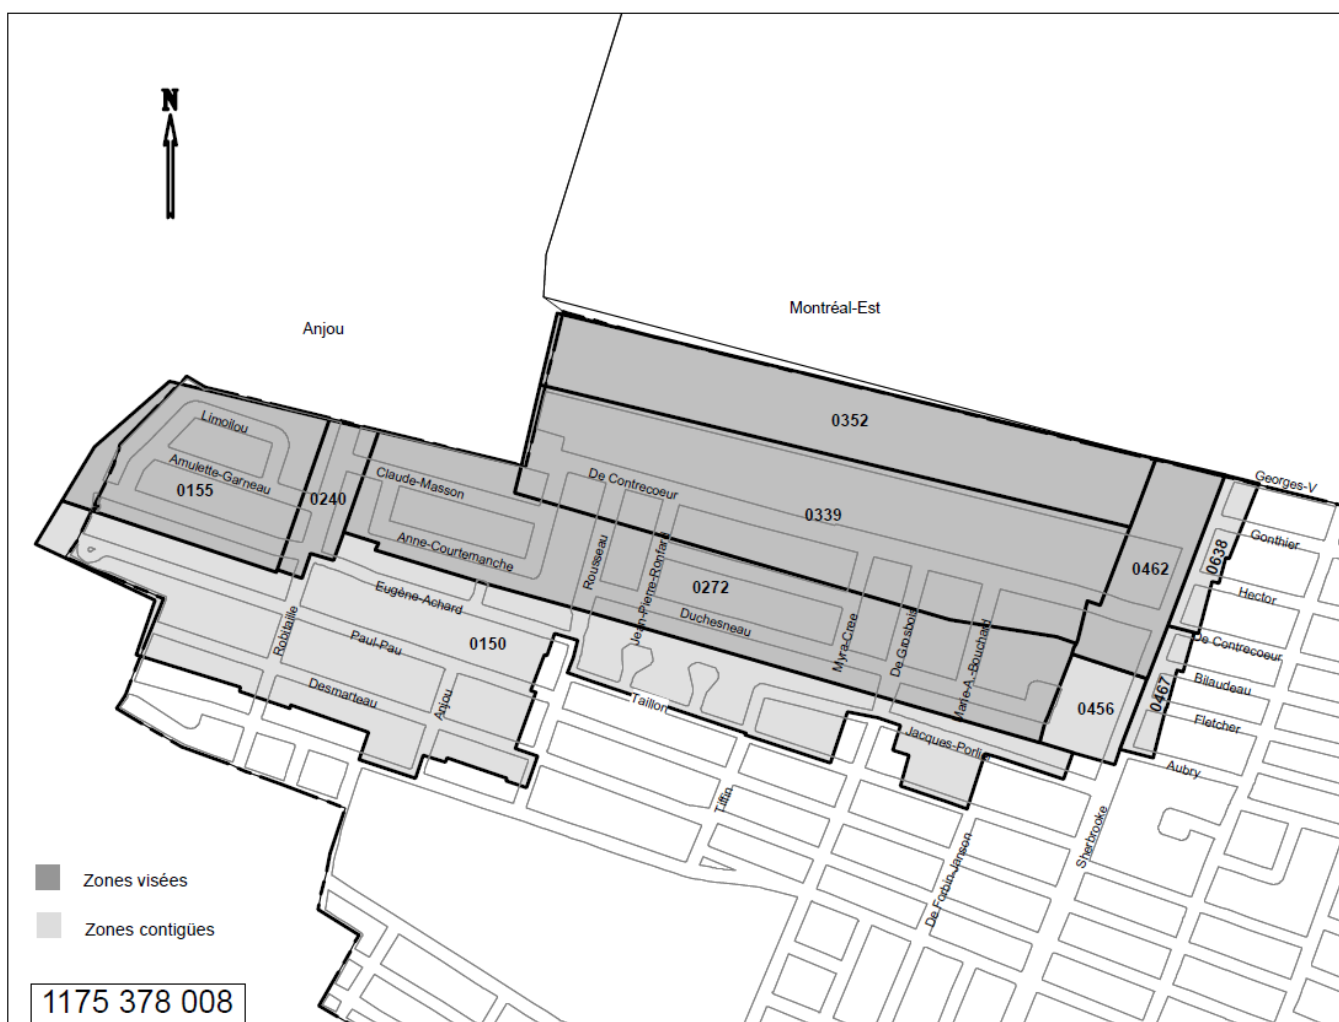 N
Montréal-Est
Anjou
0352
Limoilou
Amulette-Garneau
0155
0240
Claude-Masson
De Contrecoeur
0339
Georges-V
Gonthier
0638
0462
Hector
Anne-Courtemanche
Rousseau
Jean-Pierre-Ronfard
0272
Duchesneau
Eugène-Achard
Robitaille
Paul-Pau
0150
Myra-Cree
De Grosbois
Marie-A.-Bouchard
De Contrecoeur
Bilaudeau
0467
0456
Fletcher
Desmarteau
Anjou
Taillon
Jacques-Porlier
Aubry
Tiffin
Sherbrooke
De Forbin-Janson
Zones visées
Zones contigües
1175 378 008